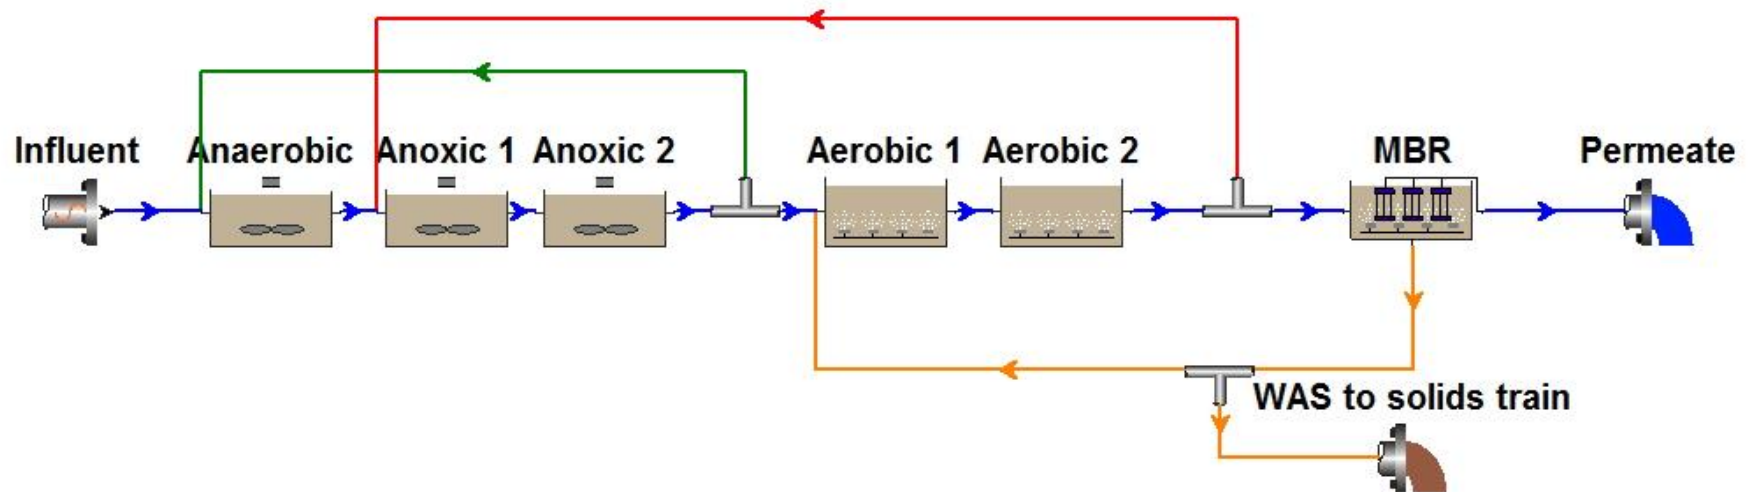 Influent
Anaerobic
Anoxic 1
Anoxic 2
Aerobic 1
Aerobic 2
MBR
Permeate
WAS to solids train